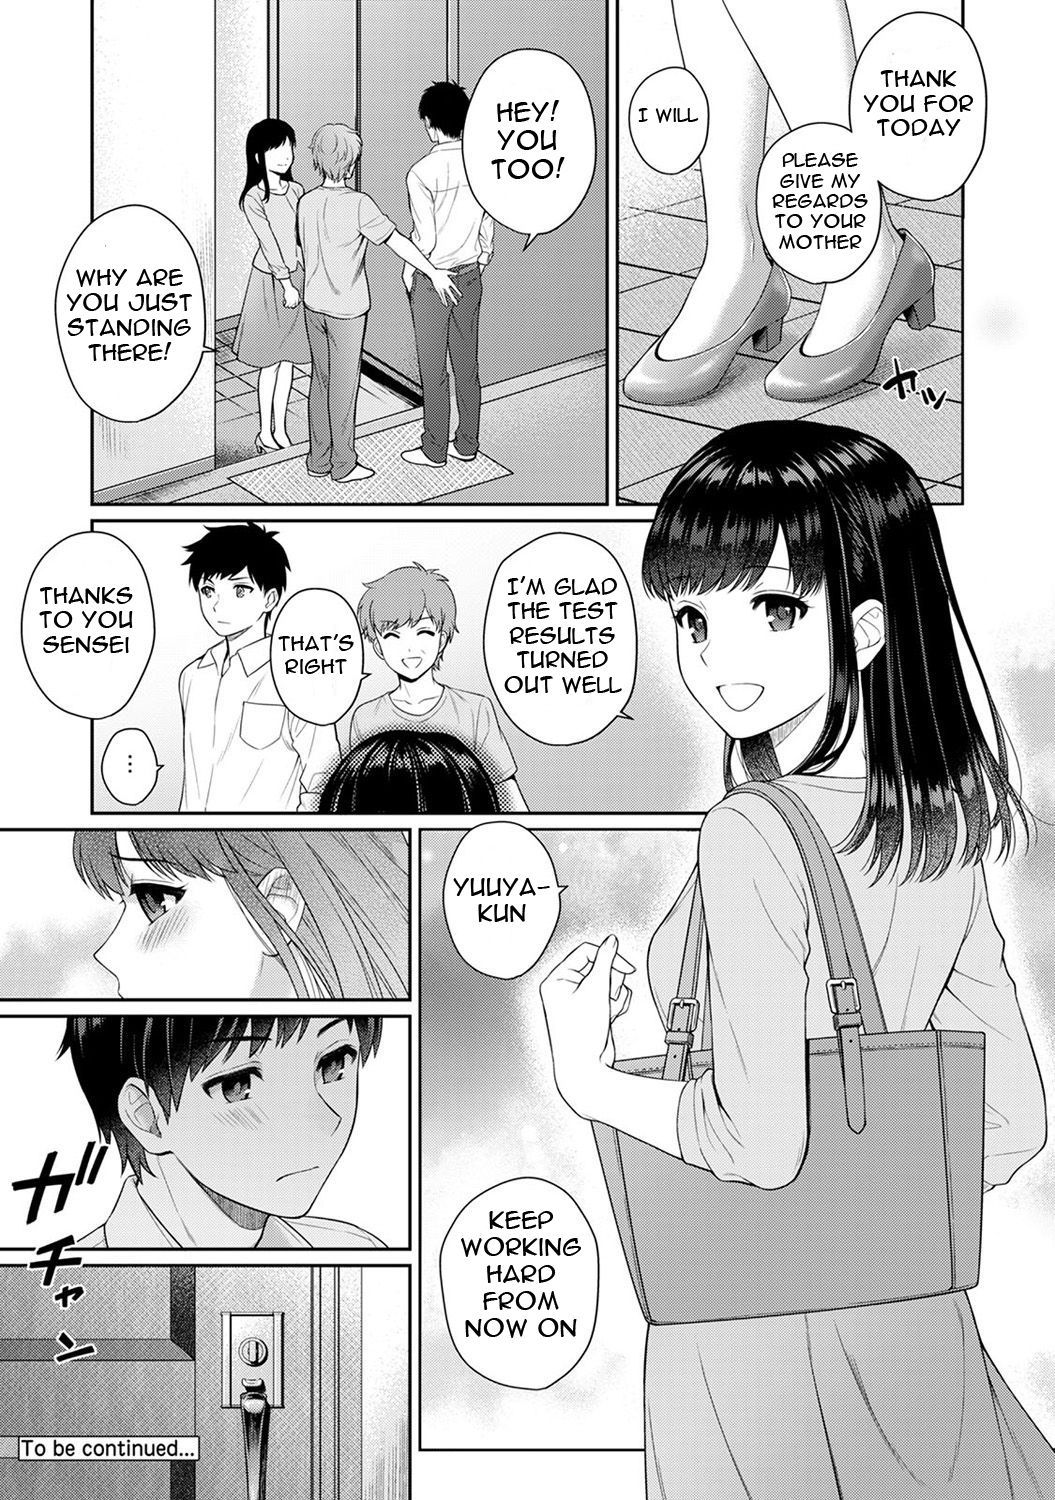 THANK
YOU FOR
TODAY
PLEASE
GIVE MY
REGARDS
TO YOUR
MOTHER
I WILL
ガッ
HEY!
YOU
TOO!
WHY ARE
YOU JUST
STANDING
THERE!
I'M GLAD
THE TEST
RESULTS
TURNED
OUT WELL
THAT'S
RIGHT
THANKS
TO YOU
SENSEI
...
YUUYA-
KUN
KEEP
WORKING
HARD
FROM
NOW ON
ガチャン
To be continued...